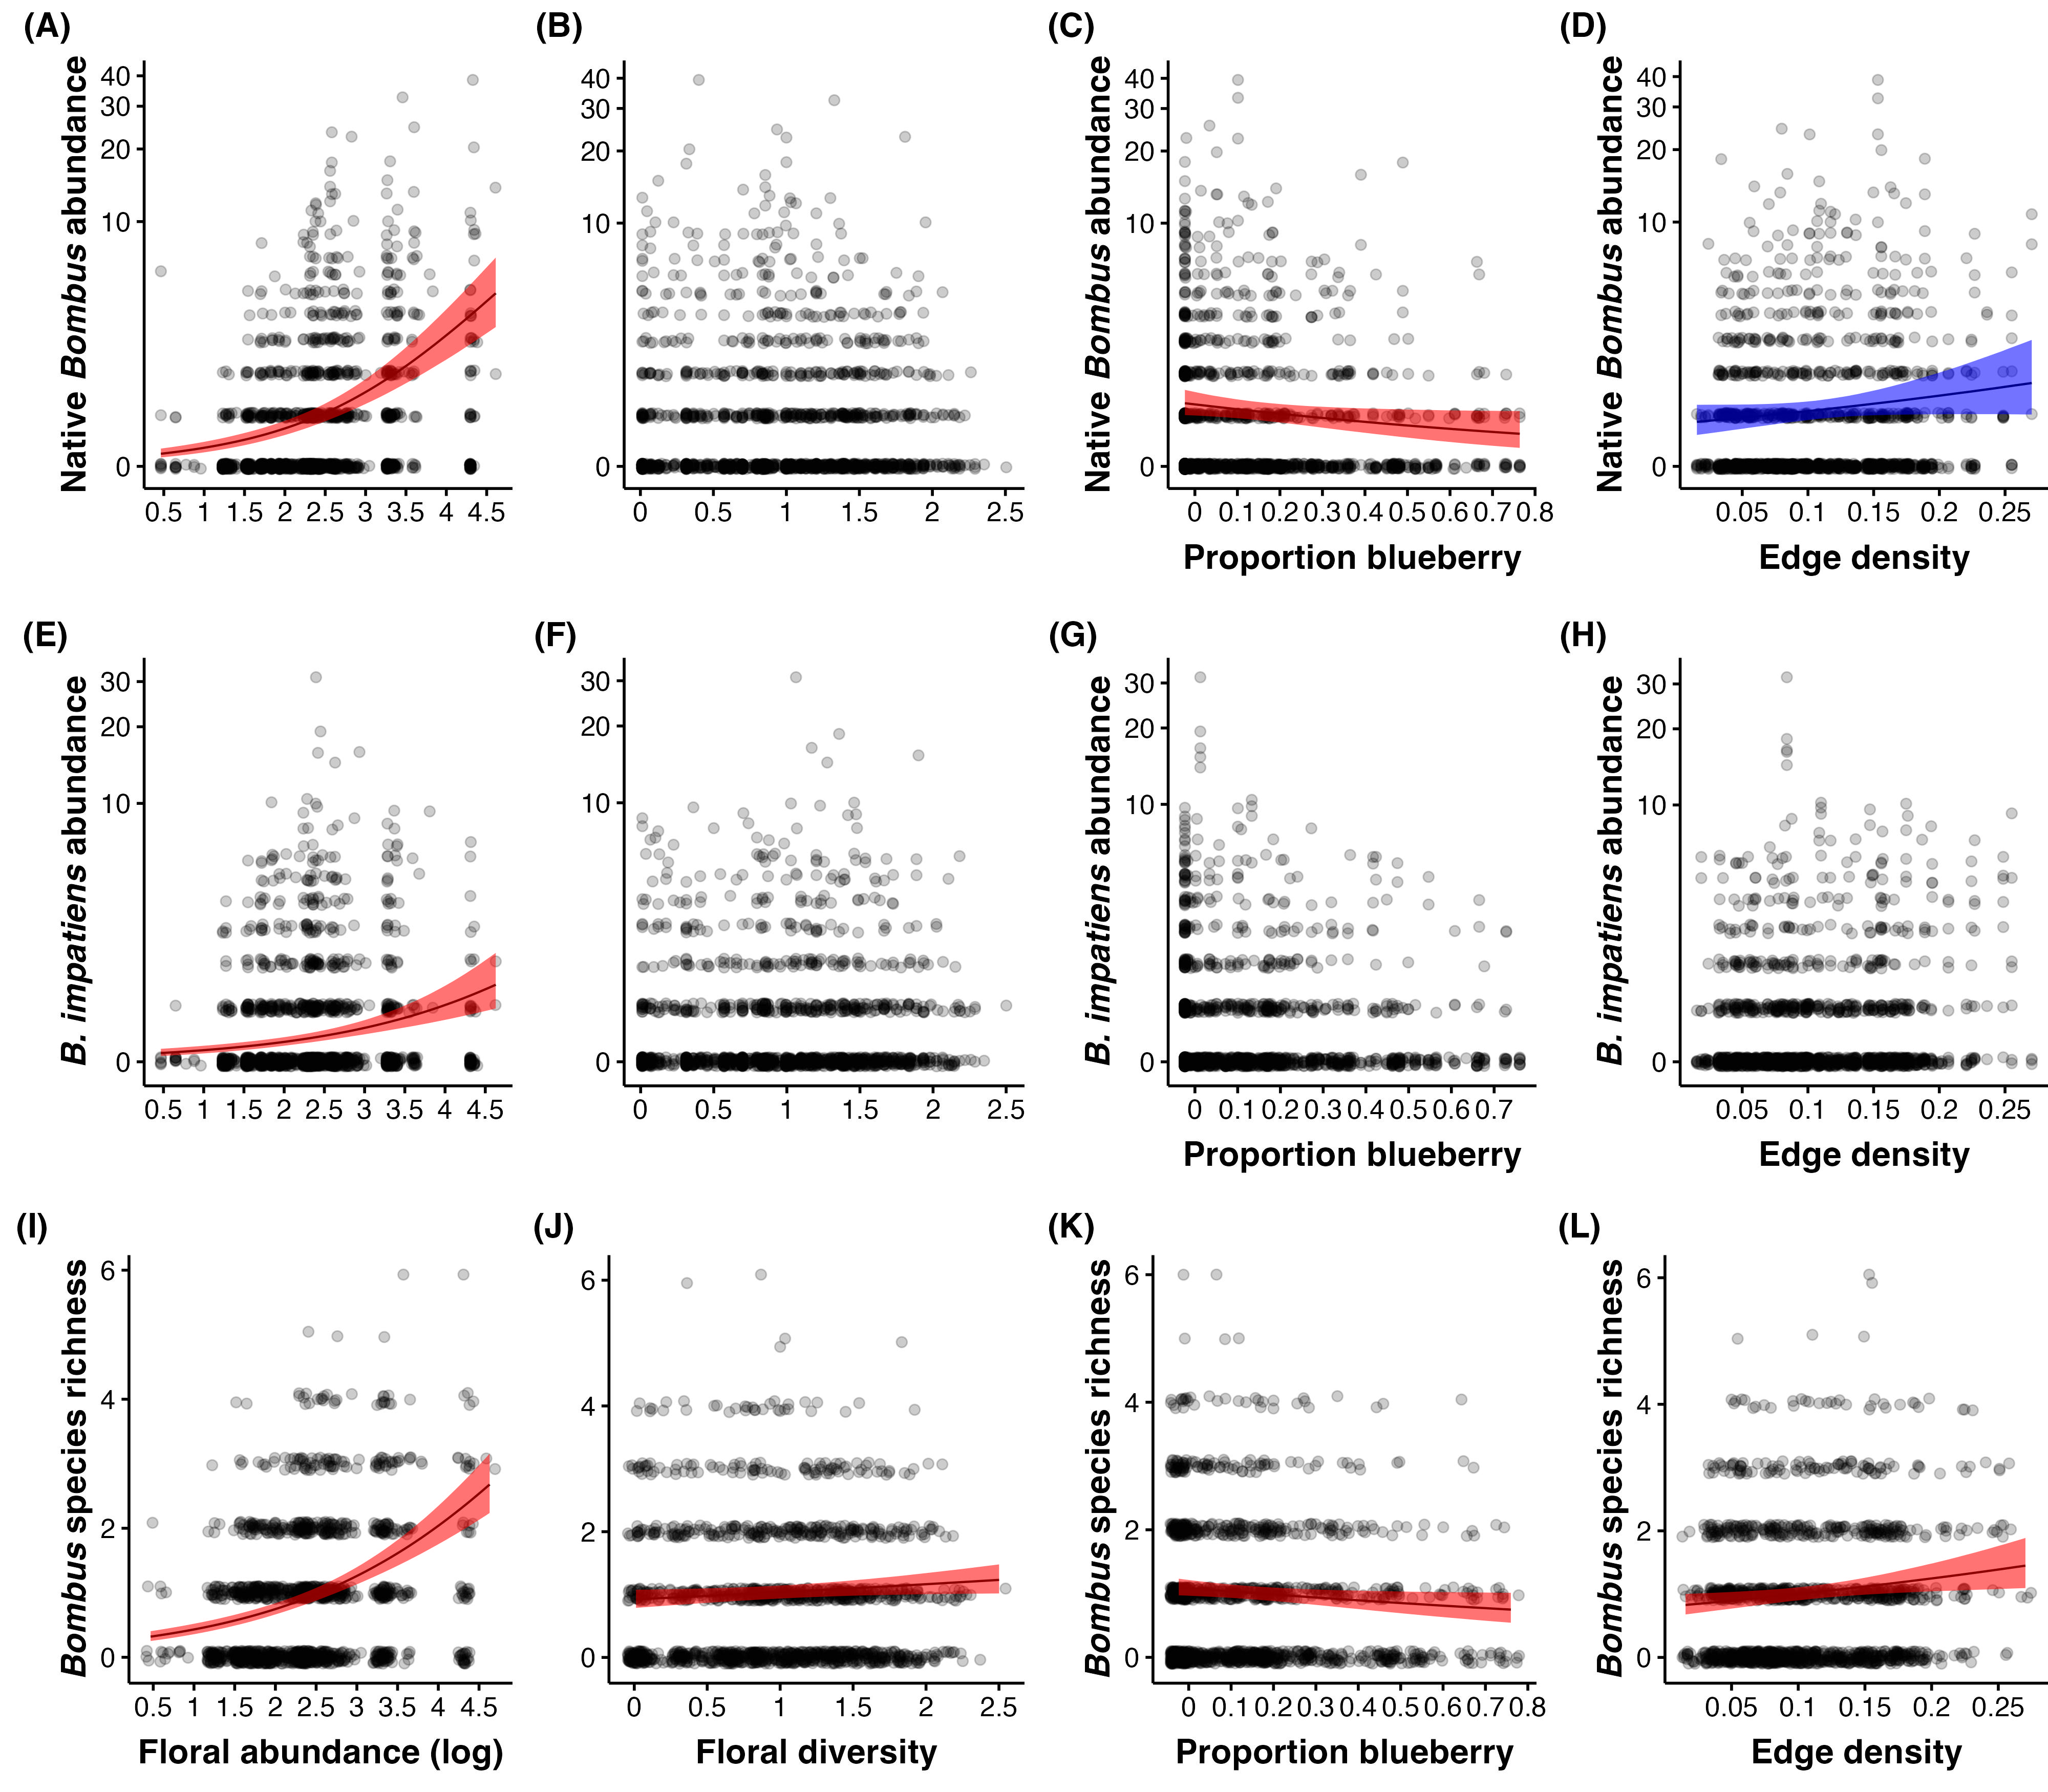 (A) (B) (C) (D)
Native Bombus abundance
40
30
20
10
0
0.5 1 1.5 2 2.5 3 3.5 4 4.5
40
30
20
10
0
0 0.5 1 1.5 2 2.5
Native Bombus abundance
40
30
20
10
0
0 0.1 0.2 0.3 0.4 0.5 0.6 0.7 0.8
Proportion blueberry
Native Bombus abundance
40
30
20
10
0
0.05 0.1 0.15 0.2 0.25
Edge density
(E) (F) (G) (H)
B. impatiens abundance
30
20
10
0
0.5 1 1.5 2 2.5 3 3.5 4 4.5
30
20
10
0
0 0.5 1 1.5 2 2.5
B. impatiens abundance
30
20
10
0
0 0.1 0.2 0.3 0.4 0.5 0.6 0.7
Proportion blueberry
B. impatiens abundance
30
20
10
0
0.05 0.1 0.15 0.2 0.25
Edge density
(I) (J) (K) (L)
Bombus species richness
6
4
2
0
0.5 1 1.5 2 2.5 3 3.5 4 4.5
Floral abundance (log)
6
4
2
0
0 0.5 1 1.5 2 2.5
Floral diversity
Bombus species richness
6
4
2
0
0 0.1 0.2 0.3 0.4 0.5 0.6 0.7 0.8
Proportion blueberry
Bombus species richness
6
4
2
0
0.05 0.1 0.15 0.2 0.25
Edge density